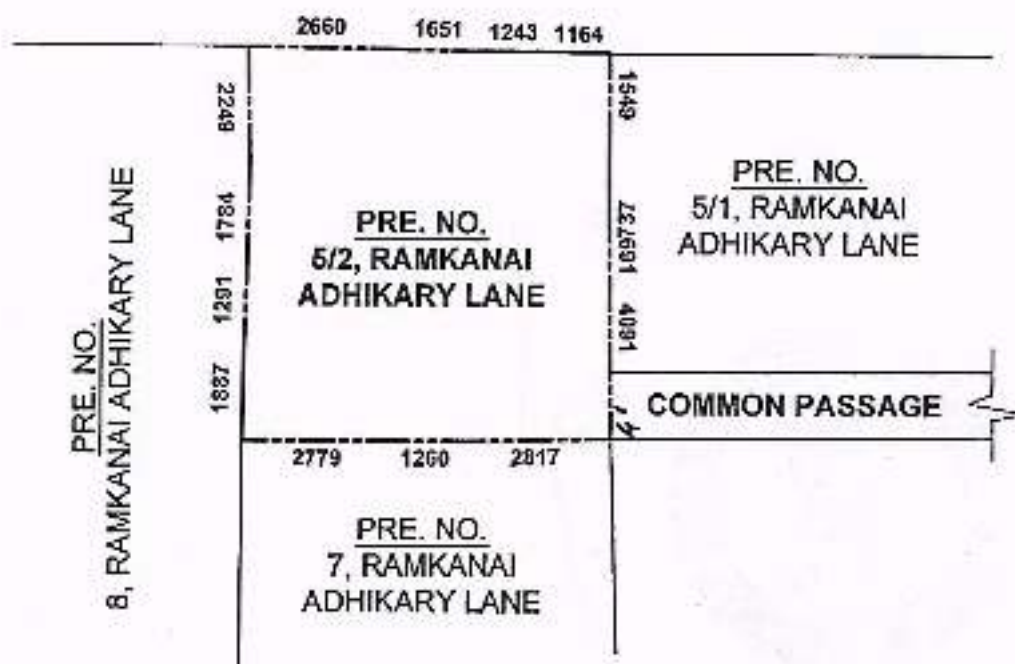 2660 1651 1243 1164
2249
1784
1291
1887
1549
4091
PRE. NO.
8, RAMKANAI ADHIKARY LANE
PRE. NO.
5/2, RAMKANAI
ADHIKARY LANE
PRE. NO.
5/1, RAMKANAI
ADHIKARY LANE
COMMON PASSAGE
2779 1260 2817
PRE. NO.
7, RAMKANAI
ADHIKARY LANE